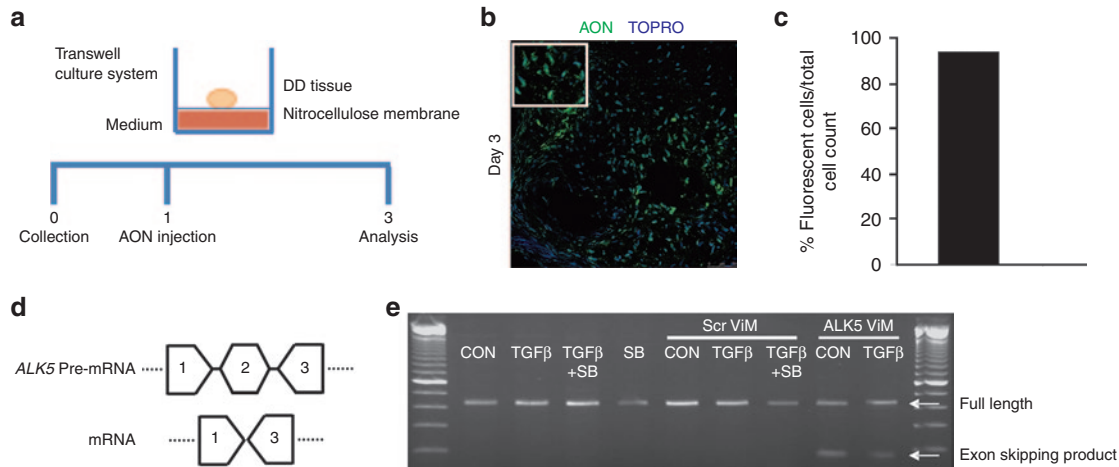 a
Transwell
culture system
DD tissue
Nitrocellulose membrane
Medium
0
Collection
1
AON injection
3
Analysis
b
AON TOPRO
Day 3
c
% Fluorescent cells/total
cell count
100
80
60
40
20
0
d
ALK5 Pre-mRNA
1 2 3
mRNA
1 3
e
Scr ViM ALK5 ViM
CON TGFβ TGFβ
+SB SB CON TGFβ TGFβ
+SB CON TGFβ
Full length
Exon skipping product